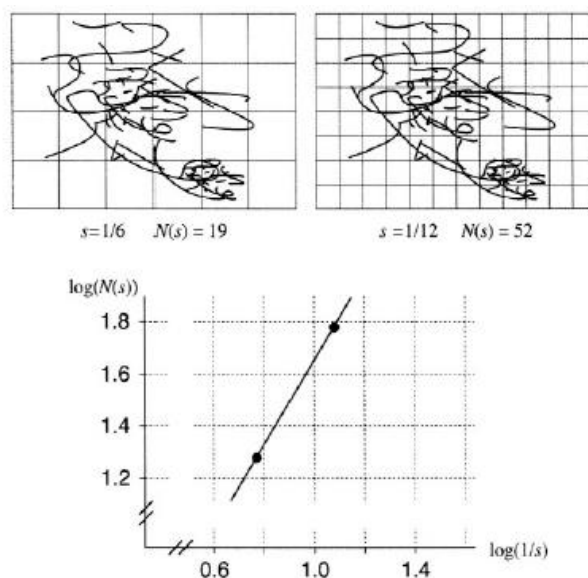 s=1/6 N(s) = 19
s=1/12 N(s) = 52
log(N(s))
1.8
1.6
1.4
1.2
0.6 1.0 1.4
log(1/s)